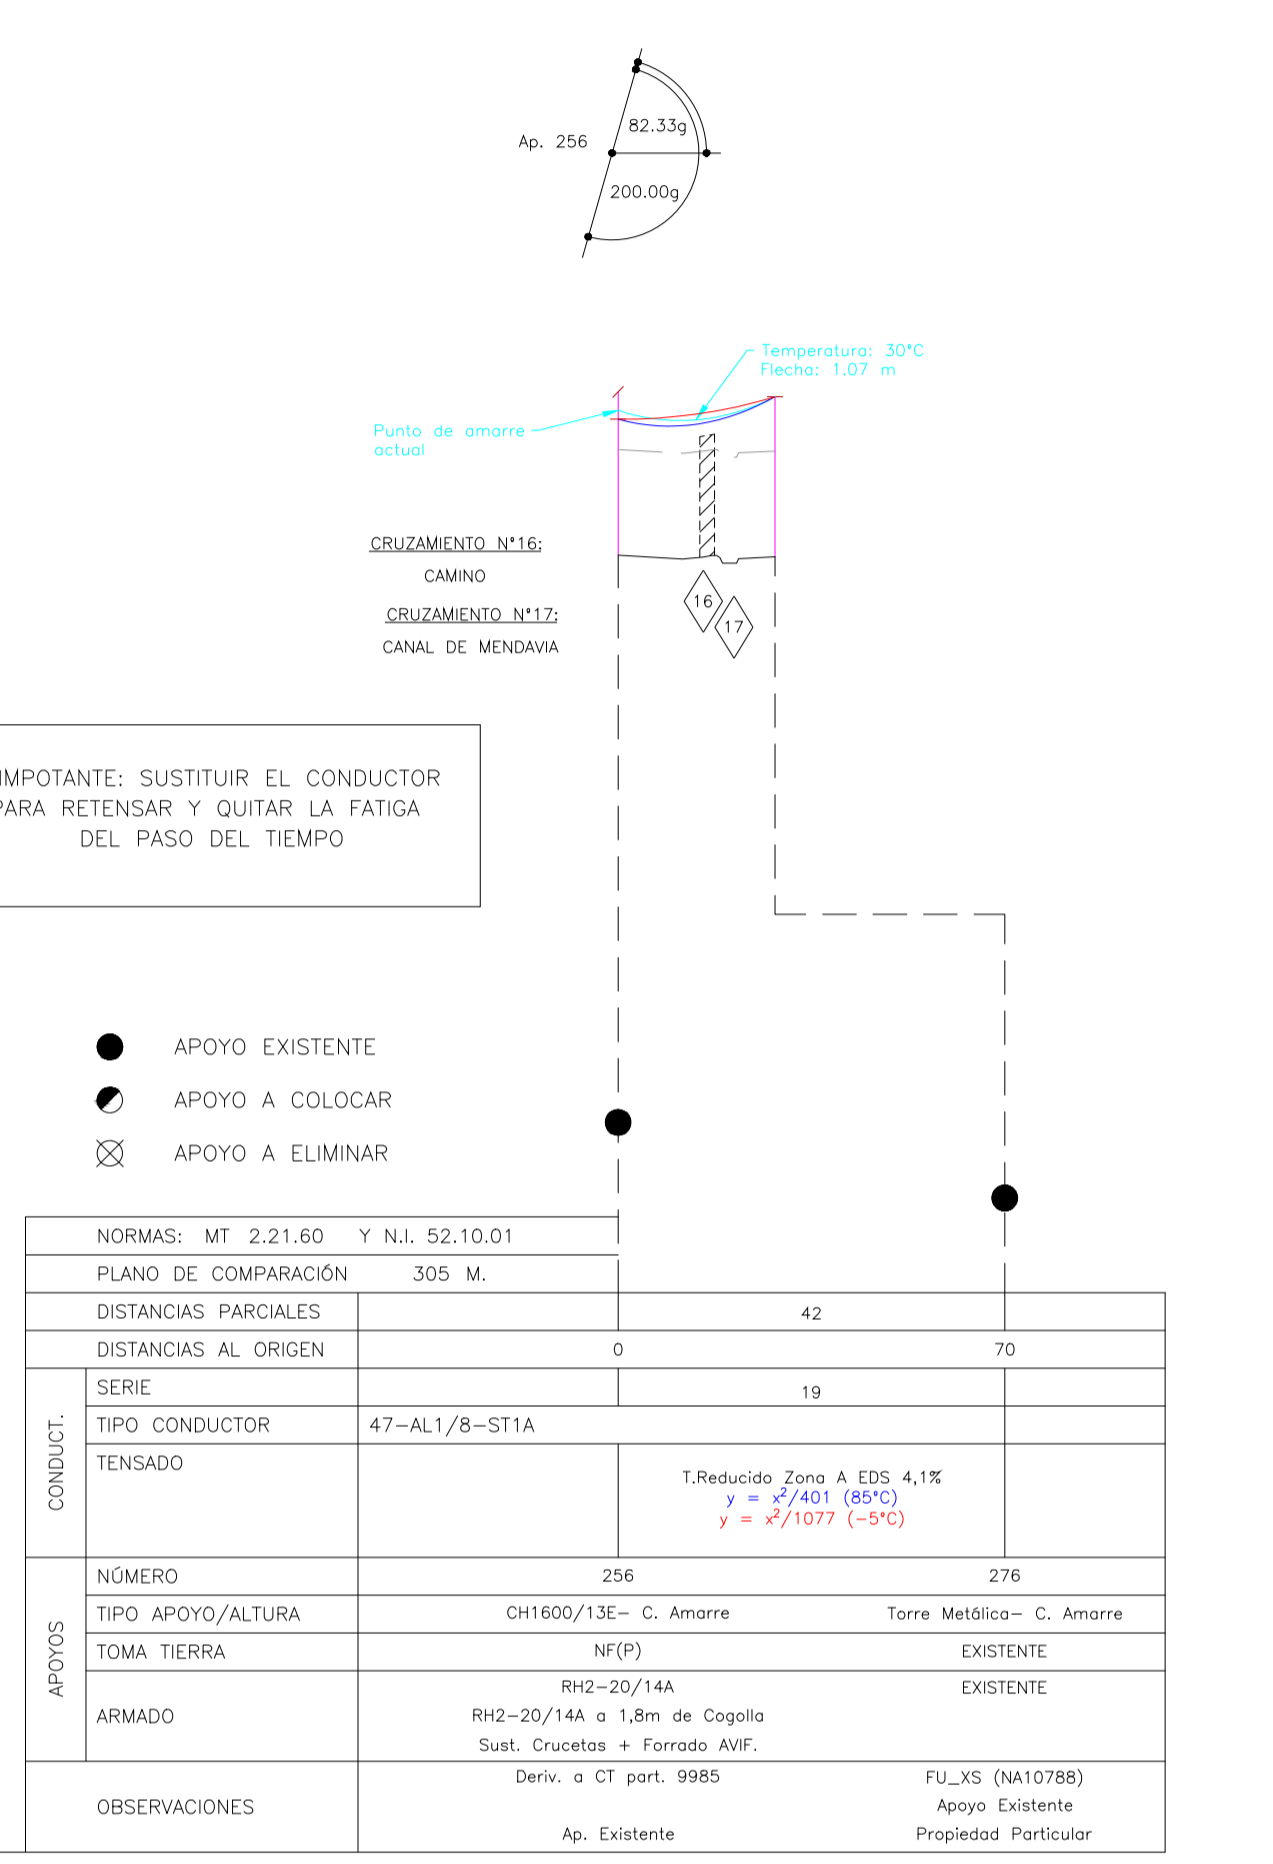 Ap. 256
82.33g
200.00g
Temperatura: 30°C
Flecha: 1.07 m
Punto de amarre
actual
CRUZAMIENTO N°16:
CAMINO
CRUZAMIENTO N°17:
CANAL DE MENDAVIA
16
17
IMPOTANTE: SUSTITUIR EL CONDUCTOR
PARA RETENSAR Y QUITAR LA FATIGA
DEL PASO DEL TIEMPO
APOYO EXISTENTE
APOYO A COLOCAR
APOYO A ELIMINAR
NORMAS: MT 2.21.60 Y N.I. 52.10.01
PLANO DE COMPARACIÓN 305 M.
DISTANCIAS PARCIALES 42
DISTANCIAS AL ORIGEN 0 70
CONDUCT.
SERIE 19
TIPO CONDUCTOR 47-AL1/8-ST1A
TENSADO
T.Reducido Zona A EDS 4,1%
y = x²/401 (85°C)
y = x²/1077 (-5°C)
APOYOS
NÚMERO 256 276
TIPO APOYO/ALTURA CH1600/13E- C. Amarre Torre Metálica- C. Amarre
TOMA TIERRA NF(P) EXISTENTE
ARMADO
RH2-20/14A EXISTENTE
RH2-20/14A a 1,8m de Cogolla
Sust. Crucetas + Forrado AVIF.
OBSERVACIONES
Deriv. a CT part. 9985 FU_XS (NA10788)
Apoyo Existente
Ap. Existente Propiedad Particular